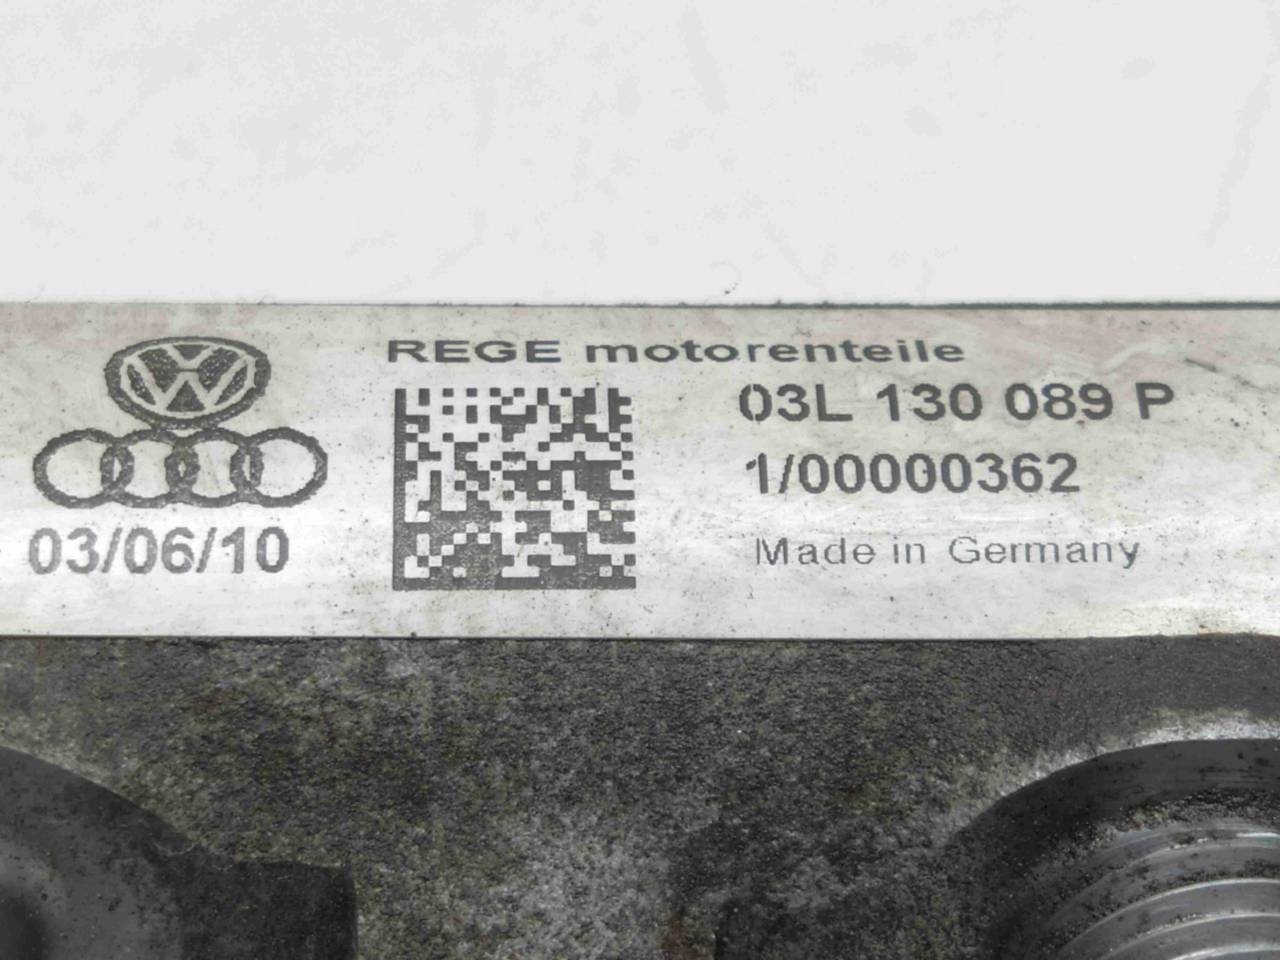 REGE motorenteile
03L 130 089 P
1/00000362
Made in Germany
03/06/10